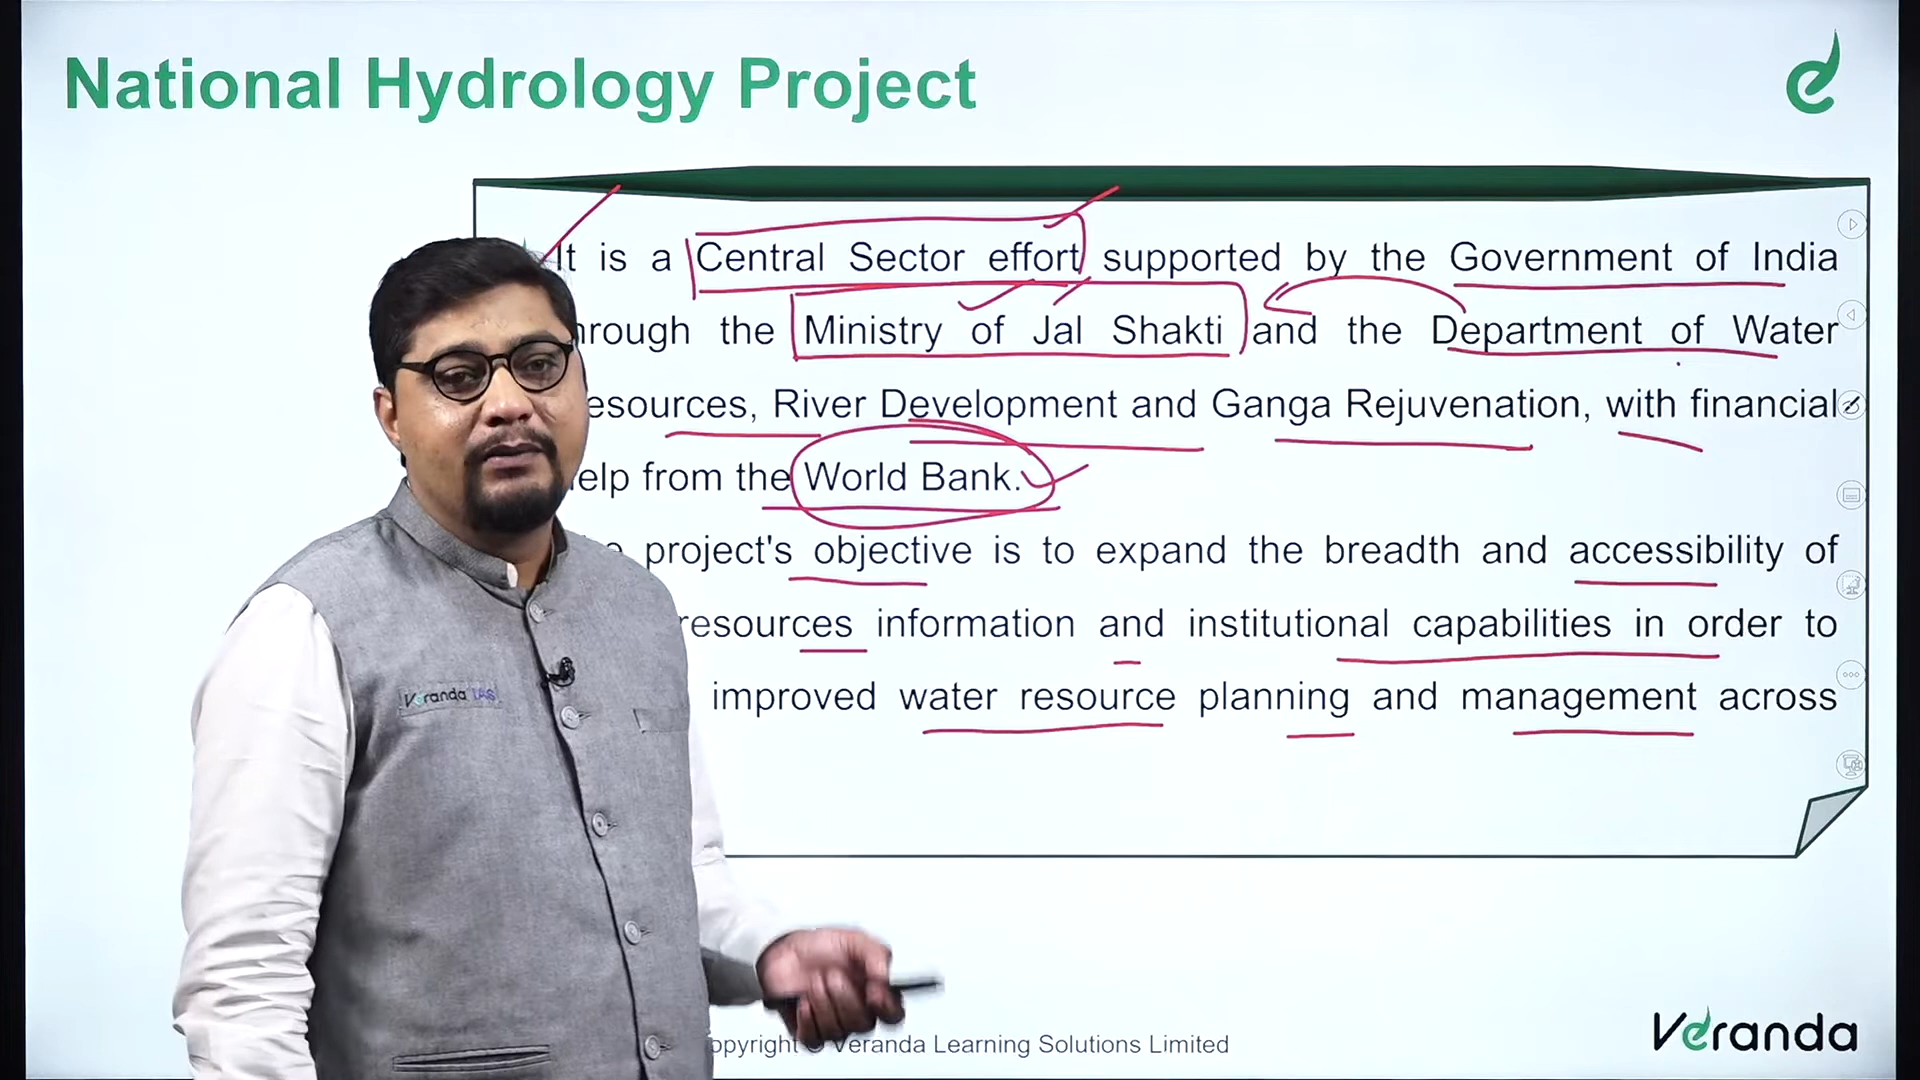 National Hydrology Project
It is a Central Sector effort supported by the Government of India
hrough the Ministry of Jal Shakti and the Department of Water
esources, River Development and Ganga Rejuvenation, with financial
elp from the World Bank.
e project's objective is to expand the breadth and accessibility of
resources information and institutional capabilities in order to
improved water resource planning and management across
Veranda IAS
opyright © Veranda Learning Solutions Limited
Veranda